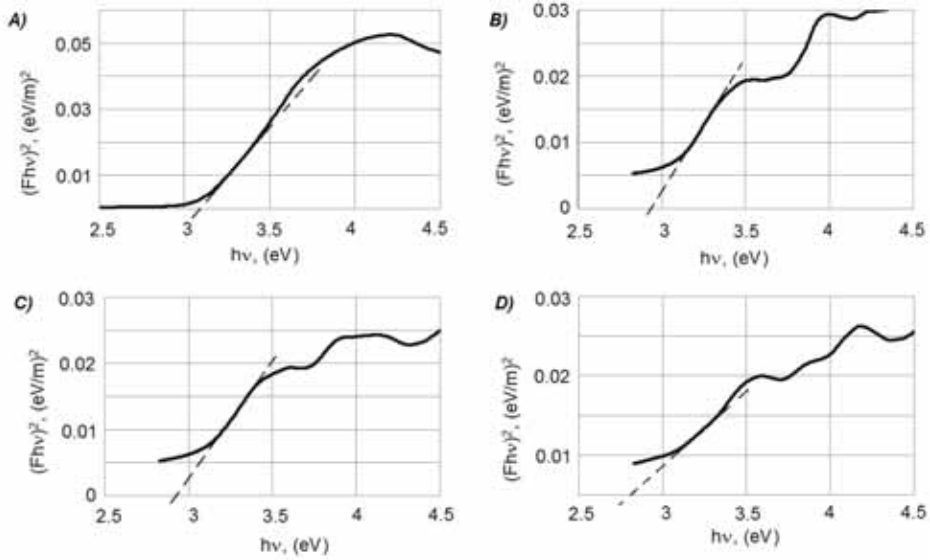 A)
(Fhν)², (eV/m)²
0.05
0.03
0.01
2.5 3 3.5 4 4.5
hν, (eV)
B)
(Fhν)², (eV/m)²
0.03
0.02
0.01
0
2.5 3 3.5 4 4.5
hν, (eV)
C)
(Fhν)², (eV/m)²
0.03
0.02
0.01
0
2.5 3 3.5 4 4.5
hν, (eV)
D)
(Fhν)², (eV/m)²
0.03
0.02
0.01
2.5 3 3.5 4 4.5
hν, (eV)